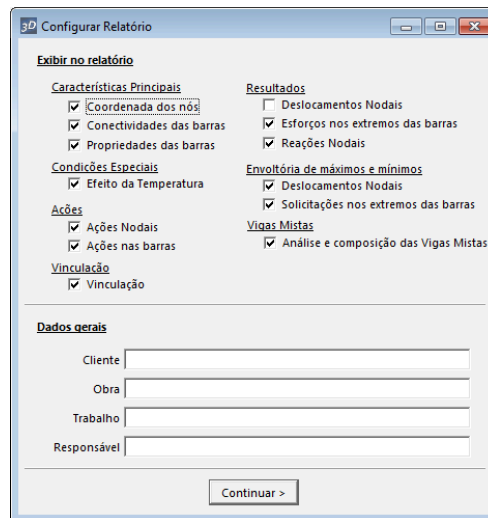 3D Configurar Relatório
Exibir no relatório
Características Principais
Coordenada dos nós
Conectividades das barras
Propriedades das barras
Condições Especiais
Efeito da Temperatura
Ações
Ações Nodais
Ações nas barras
Vinculação
Vinculação
Resultados
Deslocamentos Nodais
Esforços nos extremos das barras
Reações Nodais
Envoltória de máximos e mínimos
Deslocamentos Nodais
Solicitações nos extremos das barras
Vigas Mistas
Análise e composição das Vigas Mistas
Dados gerais
Cliente
Obra
Trabalho
Responsável
Continuar >